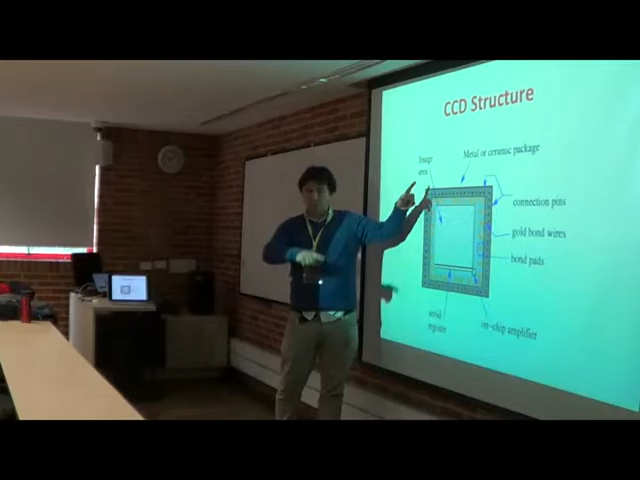 CCD Structure
Image
area
Metal or ceramic package
connection pins
gold bond wires
bond pads
serial
register
on-chip amplifier